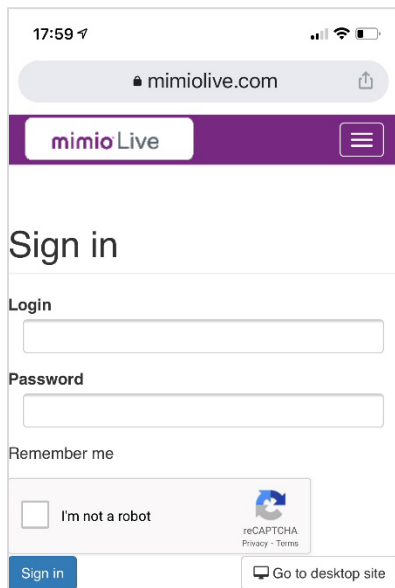 17:59
mimiolive.com
mimio Live
Sign in
Login
Password
Remember me
I'm not a robot
reCAPTCHA
Privacy - Terms
Sign in
Go to desktop site